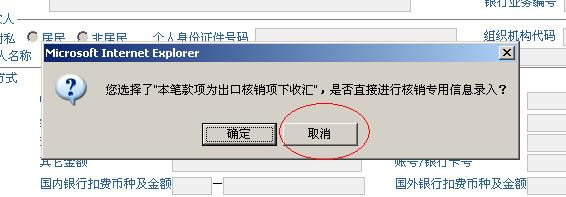 银行业务编号
居民 非居民 个人身份证件号码 组织机构代码
人名称
方式
Microsoft Internet Explorer
您选择了"本笔款项为出口核销项下收汇"，是否直接进行核销专用信息录入？
确定 取消
其它金额 账号/银行卡号
国内银行扣费币种及金额 国外银行扣费币种及金额